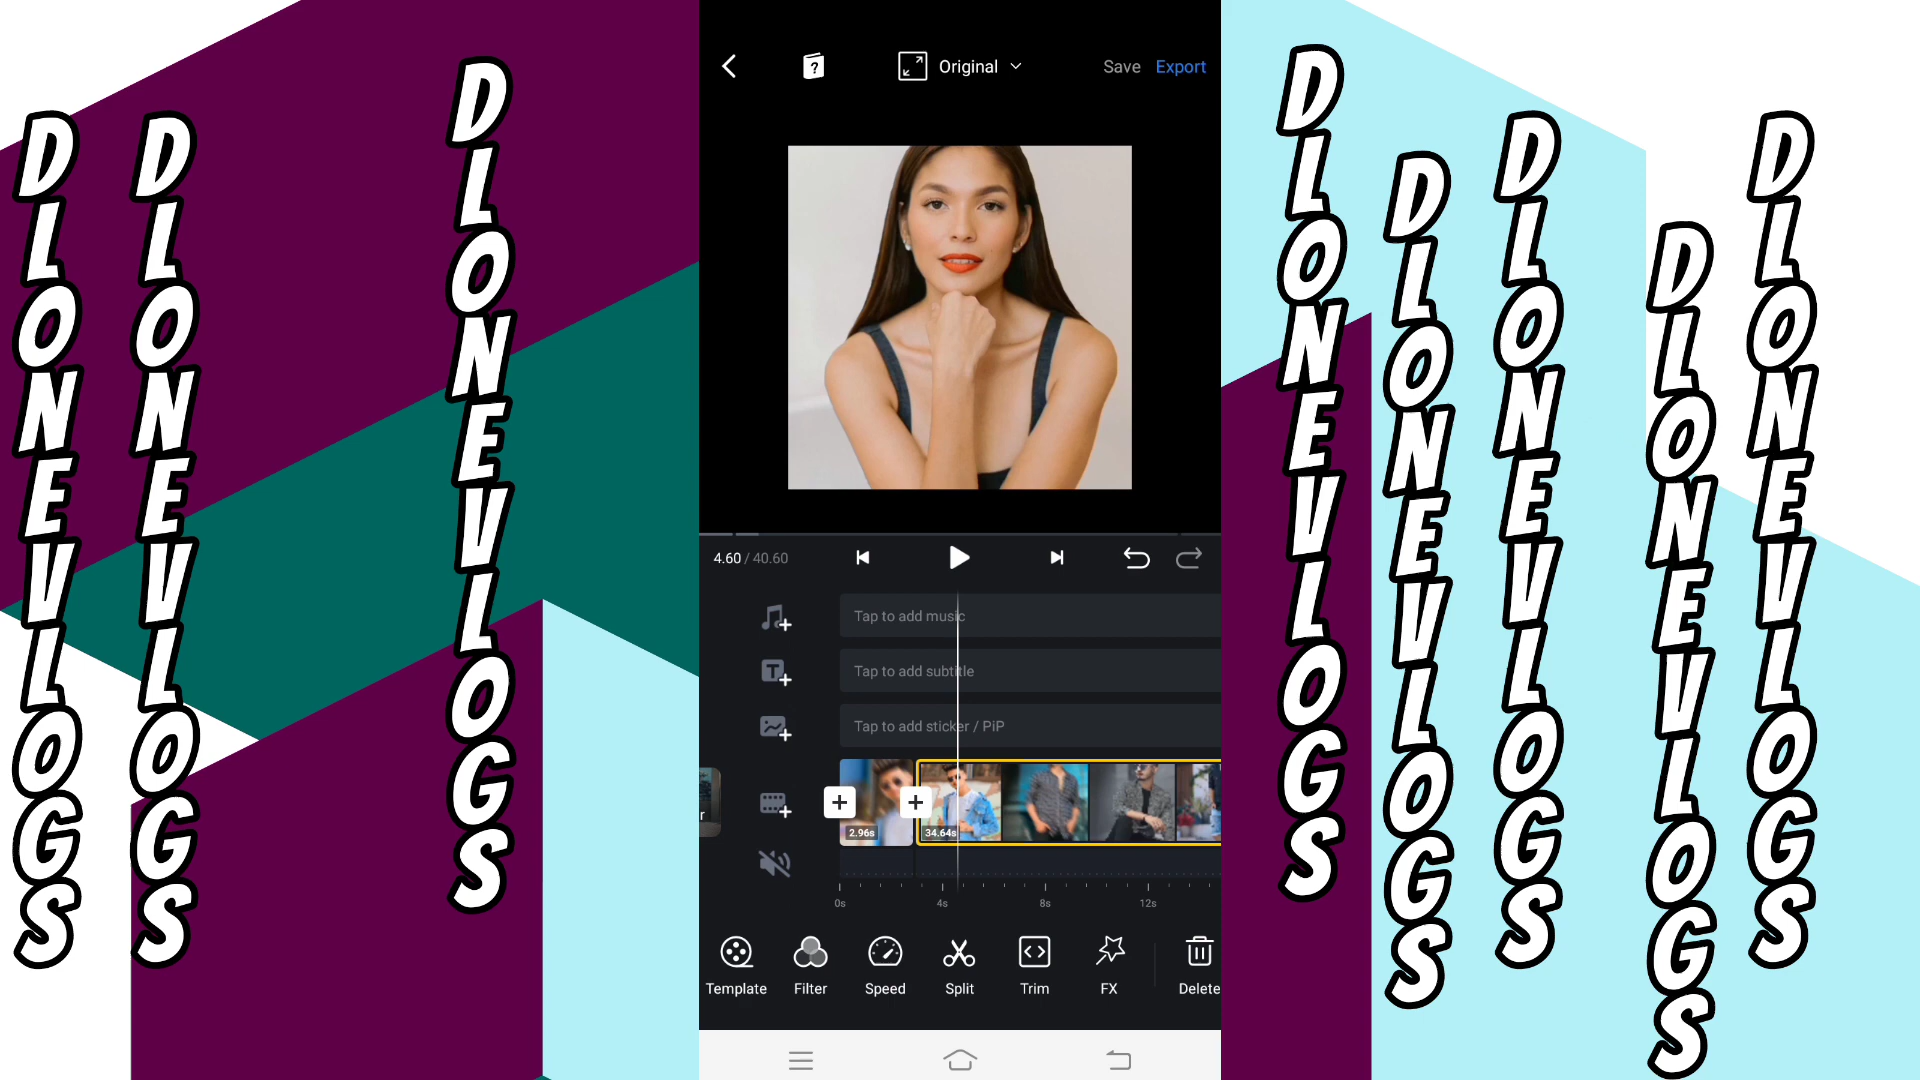 DLONEVLOGS
DLONEVLOGS
DLONEVLOGS
Original
Save
Export
4.60 / 40.60
Tap to add music
Tap to add subtitle
Tap to add sticker / PiP
r
2.96s
34.64s
0s
4s
8s
12s
Template
Filter
Speed
Split
Trim
FX
Delete
DLONEVLOGS
DLONEVLOGS
DLONEVLOGS
DLONEVLOGS
DLONEVLOGS